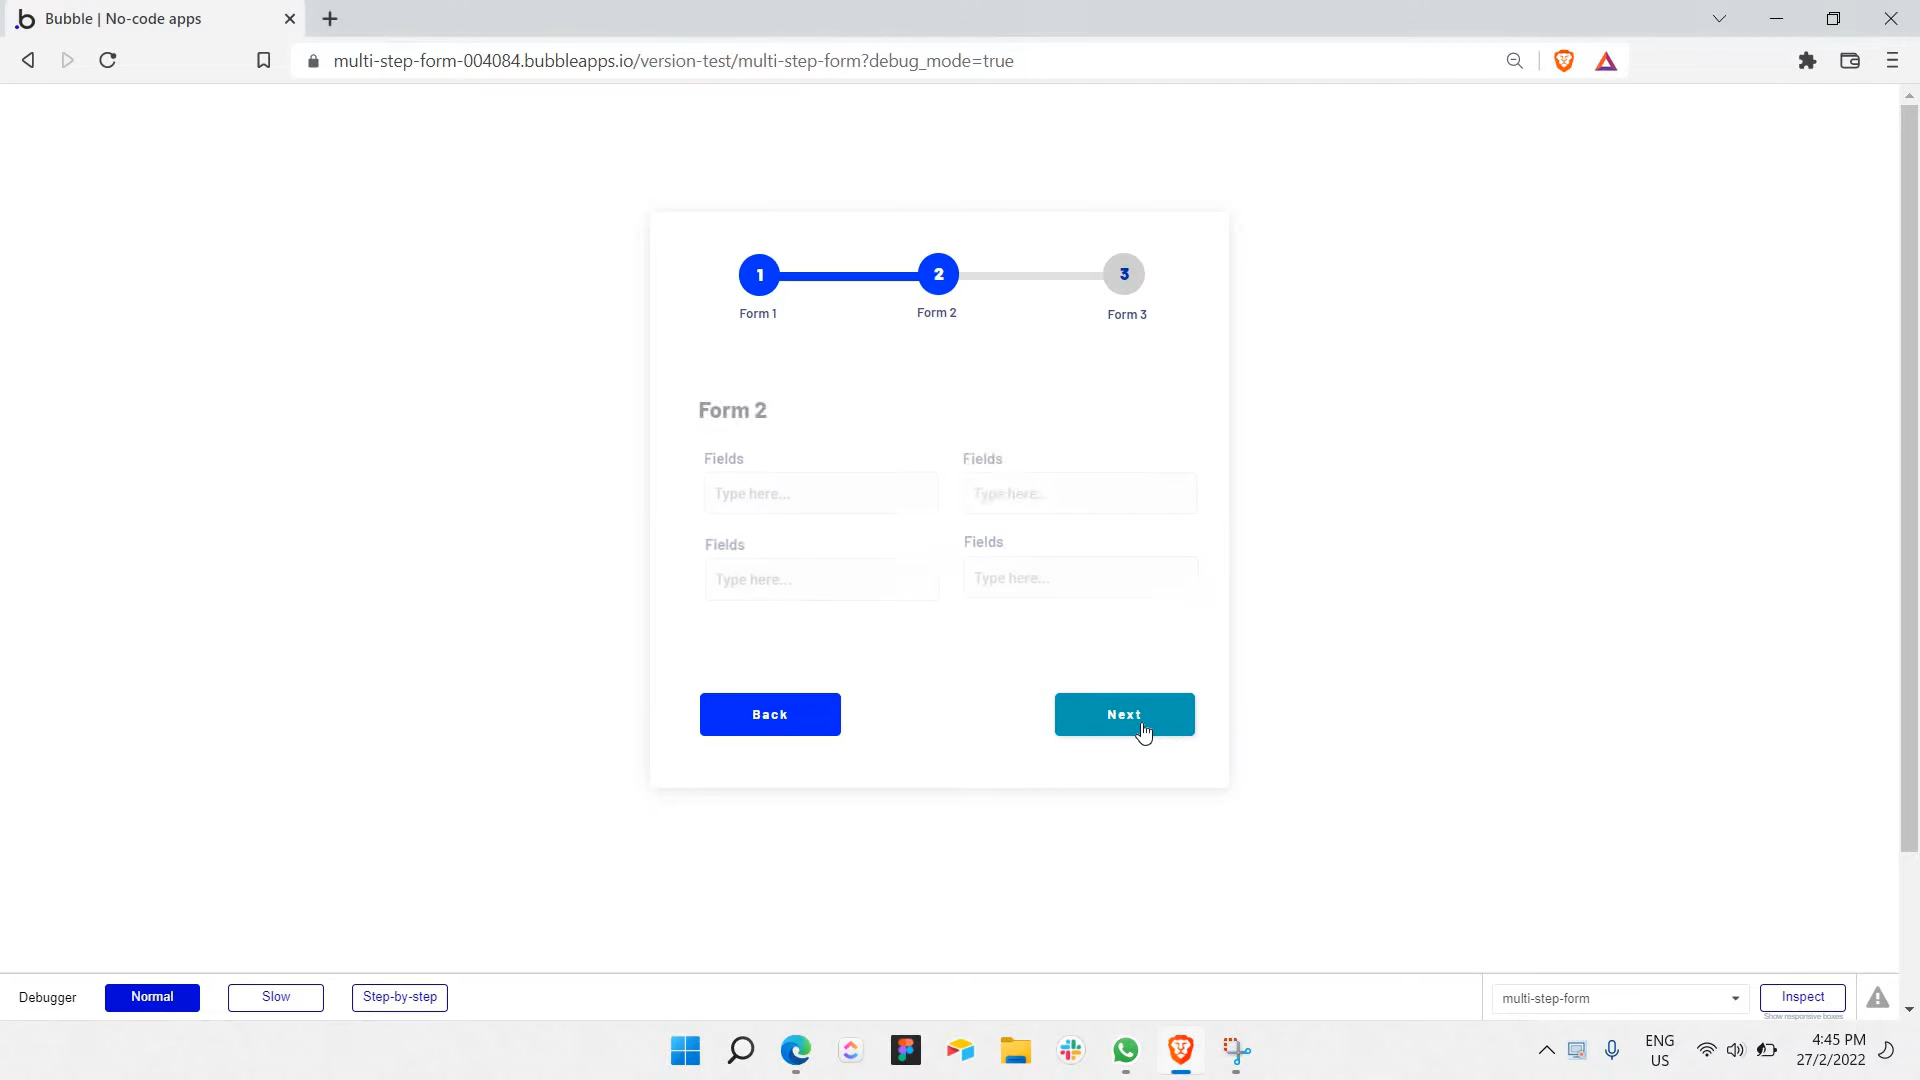 Bubble | No-code apps
multi-step-form-004084.bubbleapps.io/version-test/multi-step-form?debug_mode=true
1 2 3
Form 1 Form 2 Form 3
Form 2
Fields Fields
Type here... Type here...
Fields Fields
Type here... Type here...
Back Next
Debugger Normal Slow Step-by-step multi-step-form Inspect
Show responsive boxes
ENG 4:45 PM
US 27/2/2022